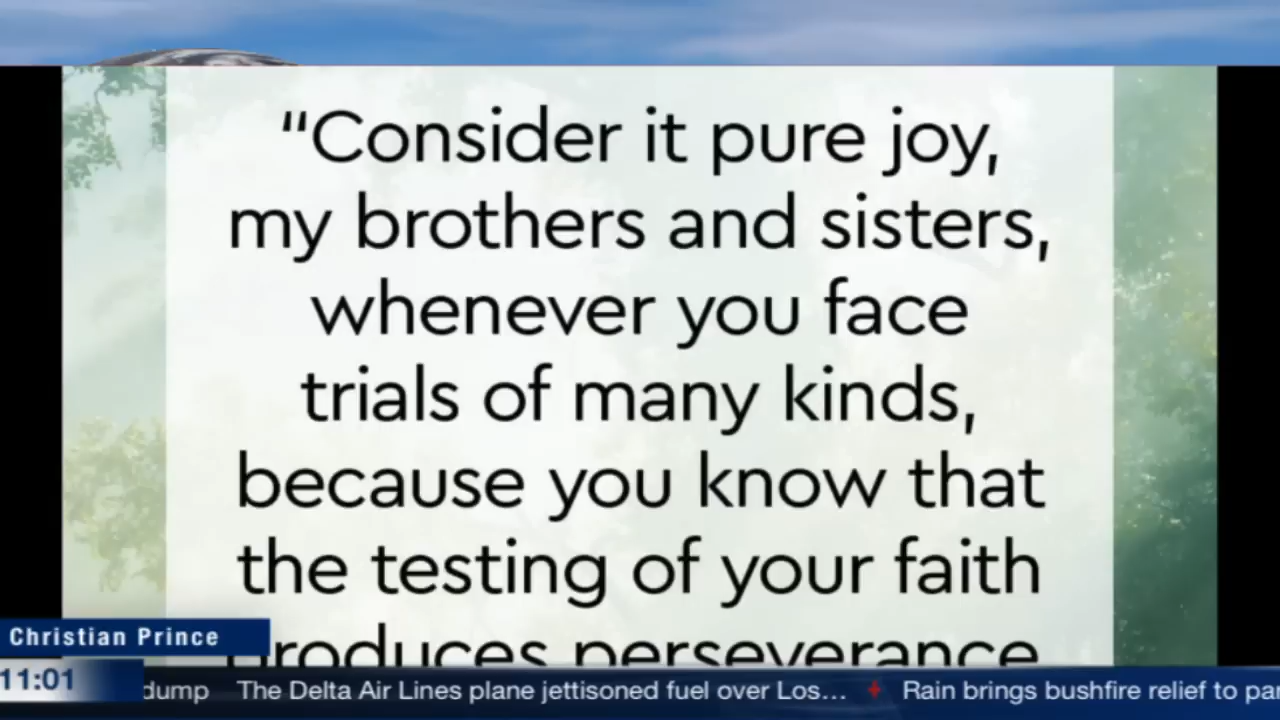 “Consider it pure joy,
my brothers and sisters,
whenever you face
trials of many kinds,
because you know that
the testing of your faith
produces perseverance
Christian Prince
11:01
dump The Delta Air Lines plane jettisoned fuel over Los... Rain brings bushfire relief to